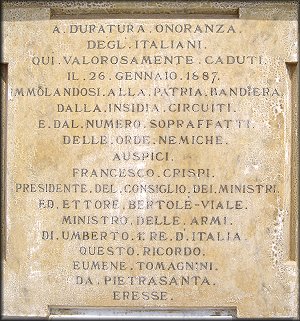 A. DURATURA. ONORANZA.
DEGL. ITALIANI.
QUI. VALOROSAMENTE. CADUTI.
IL. 26. GENNAIO. 1887.
IMMOLANDOSI. ALLA. PATRIA. BANDIERA.
DALLA. INSIDIA. CIRCUITI.
E. DAL. NUMERO. SOPRAFFATTI.
DELLE. ORDE. NEMICHE.
AUSPICI.
FRANCESCO. CRISPI.
PRESIDENTE. DEL. CONSIGLIO. DEI. MINISTRI.
ED. ETTORE. BERTOLÈ-VIALE.
MINISTRO. DELLE. ARMI.
DI. UMBERTO. I. RE. D'ITALIA.
QUESTO. RICORDO.
EUMENE. TOMAGNINI.
DA. PIETRASANTA.
ERESSE.